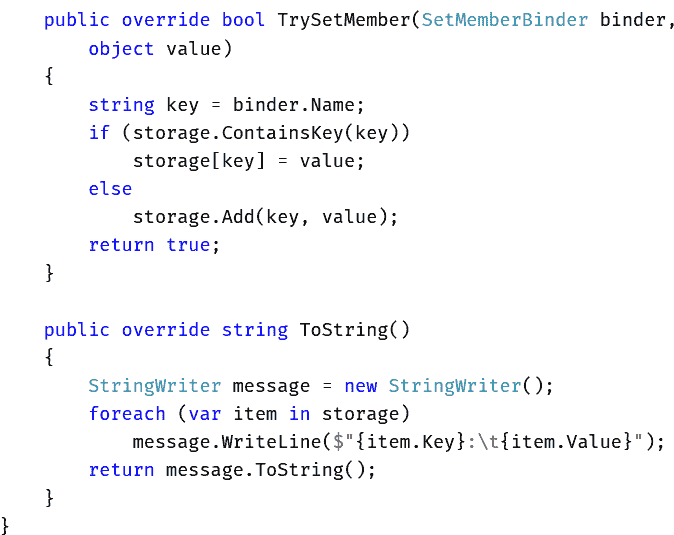 public override bool TrySetMember(SetMemberBinder binder,
        object value)
    {
        string key = binder.Name;
        if (storage.ContainsKey(key))
            storage[key] = value;
        else
            storage.Add(key, value);
        return true;
    }

    public override string ToString()
    {
        StringWriter message = new StringWriter();
        foreach (var item in storage)
            message.WriteLine($"{item.Key}:\t{item.Value}");
        return message.ToString();
    }
}